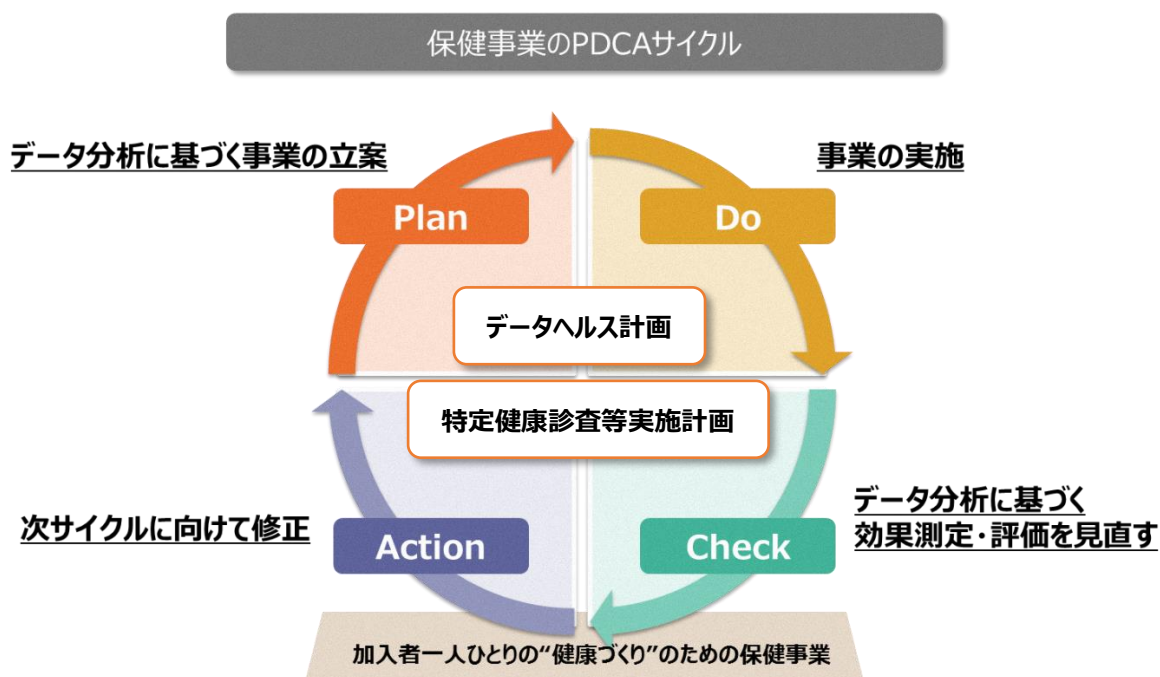 保健事業のPDCAサイクル
データ分析に基づく事業の立案
事業の実施
Plan
Do
データヘルス計画
特定健康診査等実施計画
次サイクルに向けて修正
データ分析に基づく
効果測定・評価を見直す
Action
Check
加入者一人ひとりの“健康づくり”のための保健事業